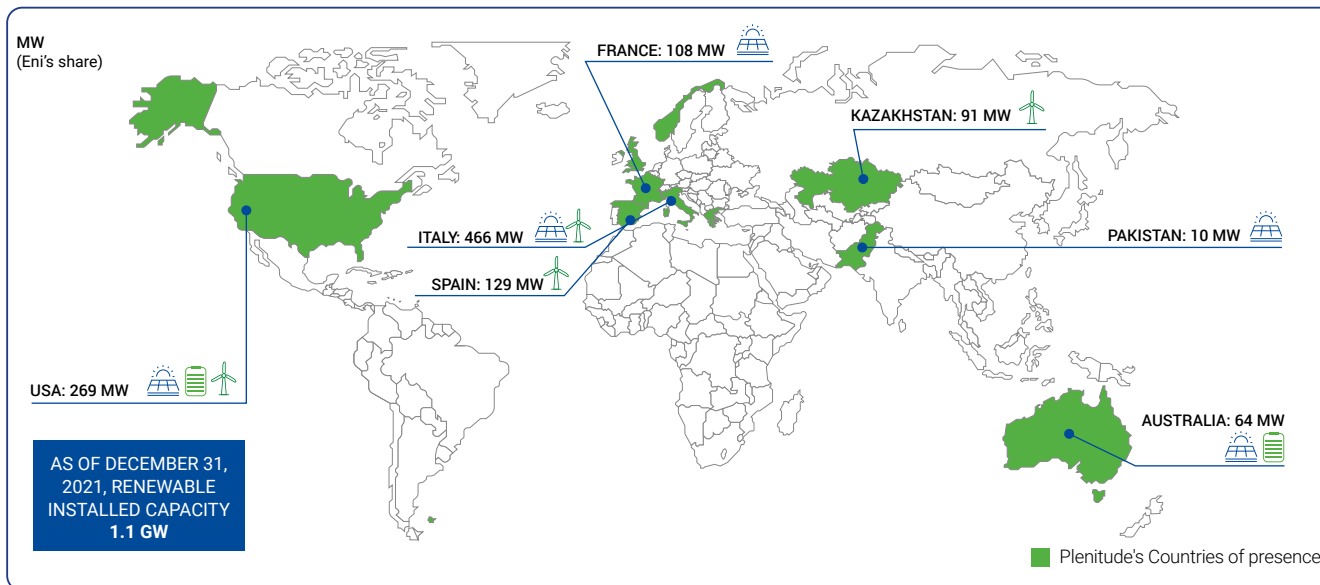 MW
(Eni's share)
FRANCE: 108 MW
KAZAKHSTAN: 91 MW
ITALY: 466 MW
PAKISTAN: 10 MW
SPAIN: 129 MW
USA: 269 MW
AUSTRALIA: 64 MW
AS OF DECEMBER 31,
2021, RENEWABLE
INSTALLED CAPACITY
1.1 GW
Plenitude's Countries of presence